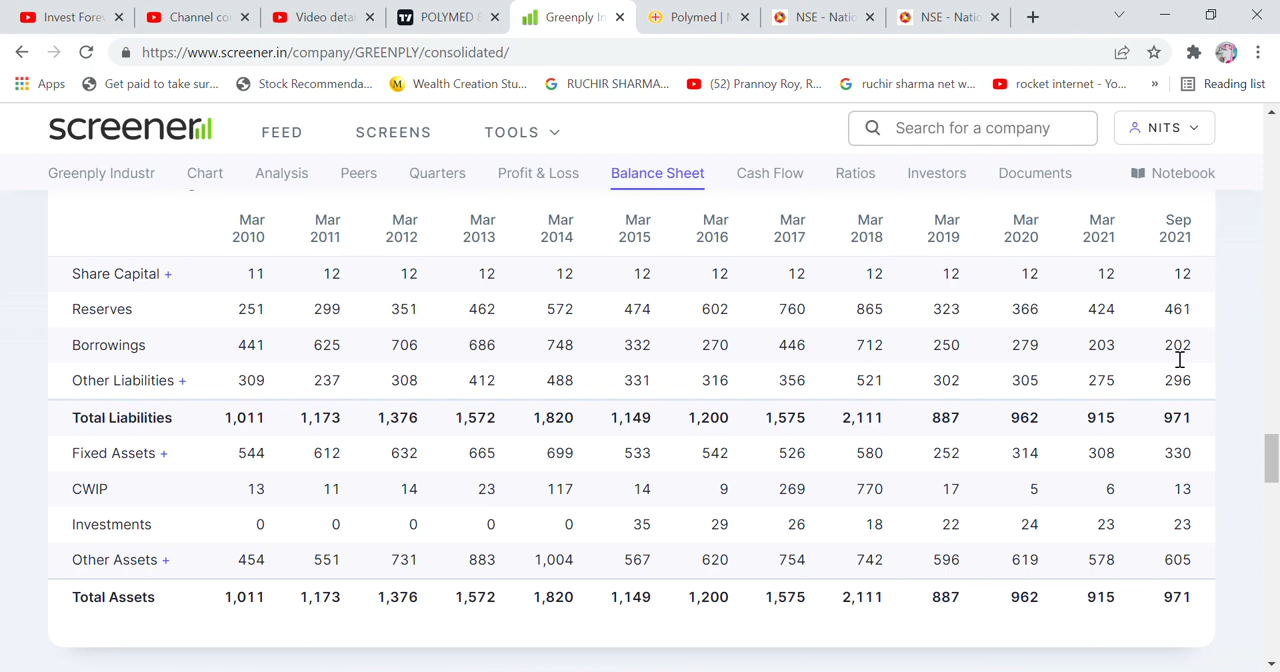 Invest Fore
Channel co
Video detai
POLYMED
Greenply In
Polymed |
NSE - Natio
NSE - Natio
https://www.screener.in/company/GREENPLY/consolidated/
Apps
Get paid to take sur...
Stock Recommenda...
Wealth Creation Stu...
RUCHIR SHARMA...
(52) Prannoy Roy, R...
ruchir sharma net w...
rocket internet - Yo...
»
Reading list
screener
FEED
SCREENS
TOOLS
Search for a company
NITS
Greenply Industr
Chart
Analysis
Peers
Quarters
Profit & Loss
Balance Sheet
Cash Flow
Ratios
Investors
Documents
Notebook
Mar 2010 Mar 2011 Mar 2012 Mar 2013 Mar 2014 Mar 2015 Mar 2016 Mar 2017 Mar 2018 Mar 2019 Mar 2020 Mar 2021 Sep 2021
Share Capital + 11 12 12 12 12 12 12 12 12 12 12 12 12
Reserves 251 299 351 462 572 474 602 760 865 323 366 424 461
Borrowings 441 625 706 686 748 332 270 446 712 250 279 203 202
Other Liabilities + 309 237 308 412 488 331 316 356 521 302 305 275 296
Total Liabilities 1,011 1,173 1,376 1,572 1,820 1,149 1,200 1,575 2,111 887 962 915 971
Fixed Assets + 544 612 632 665 699 533 542 526 580 252 314 308 330
CWIP 13 11 14 23 117 14 9 269 770 17 5 6 13
Investments 0 0 0 0 0 35 29 26 18 22 24 23 23
Other Assets + 454 551 731 883 1,004 567 620 754 742 596 619 578 605
Total Assets 1,011 1,173 1,376 1,572 1,820 1,149 1,200 1,575 2,111 887 962 915 971